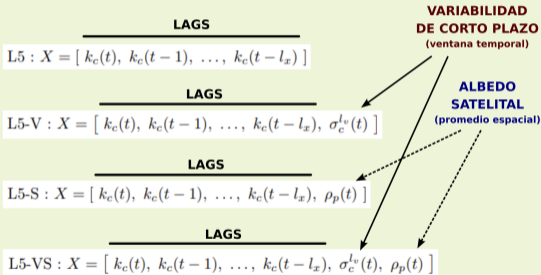 LAGS
L5 : X = [ k_c(t), k_c(t − 1), …, k_c(t − l_x) ]
VARIABILIDAD
DE CORTO PLAZO
(ventana temporal)
LAGS
L5-V : X = [ k_c(t), k_c(t − 1), …, k_c(t − l_x), σ_c^{l_v}(t) ]
ALBEDO
SATELITAL
(promedio espacial)
LAGS
L5-S : X = [ k_c(t), k_c(t − 1), …, k_c(t − l_x), ρ_p(t) ]
LAGS
L5-VS : X = [ k_c(t), k_c(t − 1), …, k_c(t − l_x), σ_c^{l_v}(t), ρ_p(t) ]